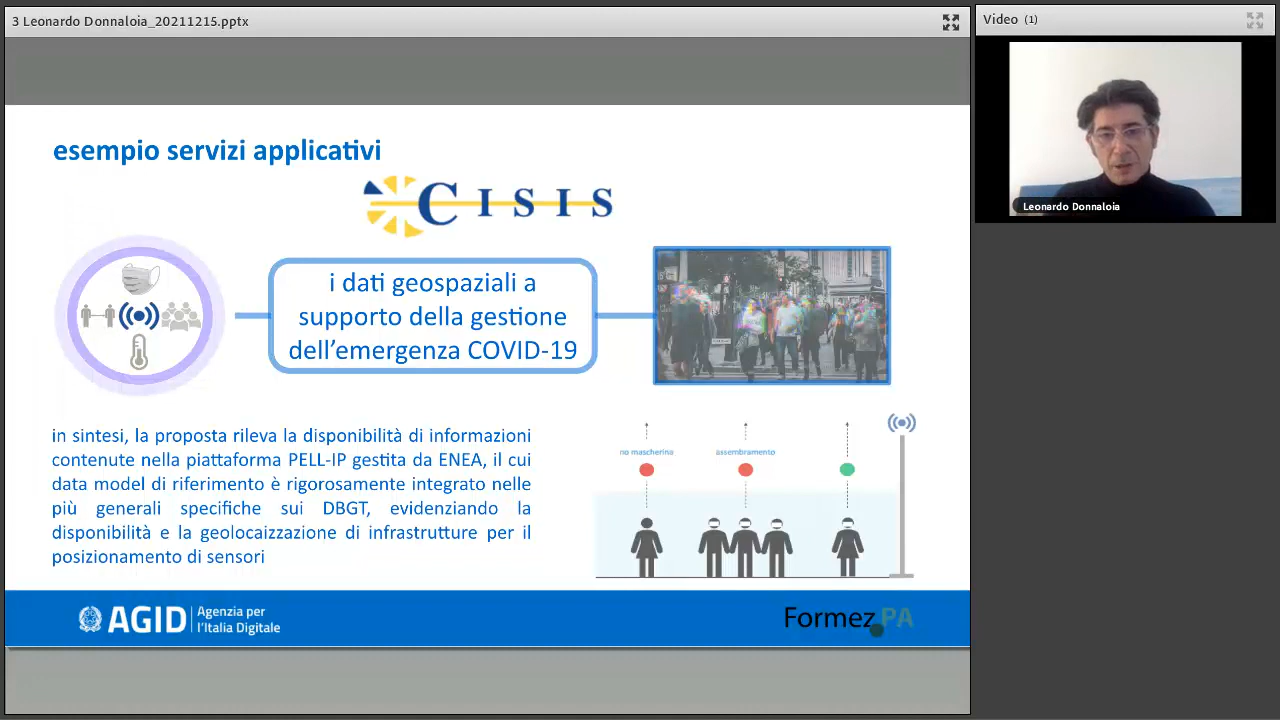 3 Leonardo Donnaloia_20211215.pptx
Video (1)
Leonardo Donnaloia
esempio servizi applicativi
CISIS
i dati geospaziali a
supporto della gestione
dell’emergenza COVID-19
in sintesi, la proposta rileva la disponibilità di informazioni
contenute nella piattaforma PELL-IP gestita da ENEA, il cui
data model di riferimento è rigorosamente integrato nelle
più generali specifiche sui DBGT, evidenziando la
disponibilità e la geolocaizzazione di infrastrutture per il
posizionamento di sensori
no mascherina
assembramento
AGID
Agenzia per
l’Italia Digitale
Formez PA